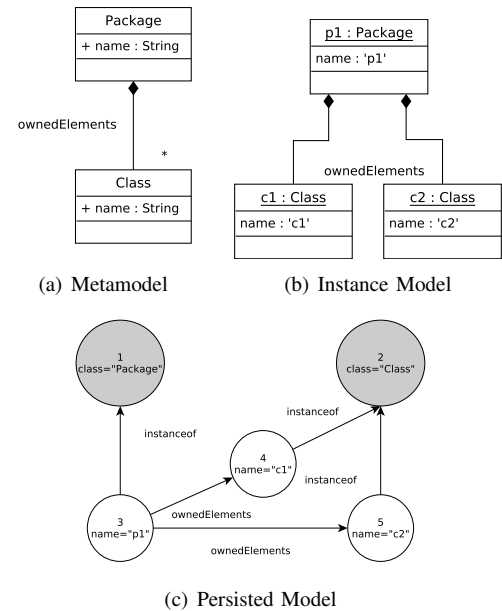 Package
+ name : String
ownedElements
*
Class
+ name : String
(a) Metamodel
p1 : Package
name : 'p1'
ownedElements
c1 : Class
name : 'c1'
c2 : Class
name : 'c2'
(b) Instance Model
1
class="Package"
2
class="Class"
instanceof
instanceof
4
name="c1"
instanceof
3
name="p1"
ownedElements
5
name="c2"
ownedElements
(c) Persisted Model